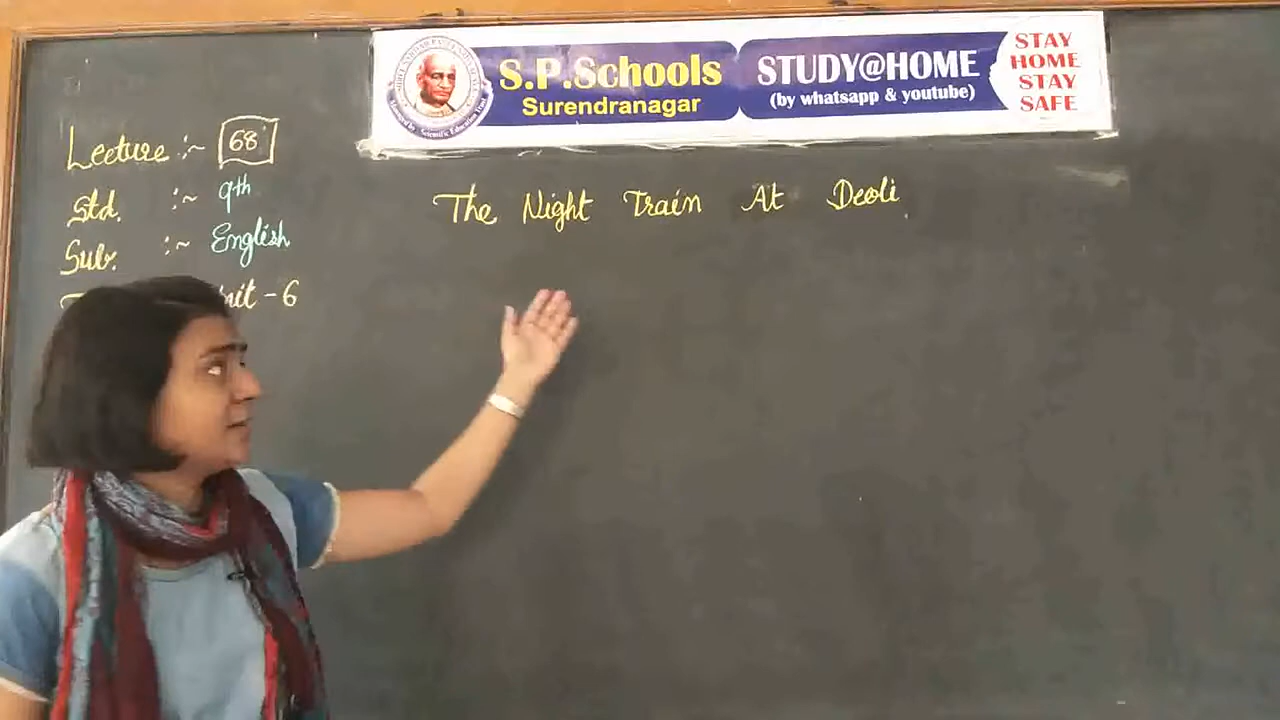 S.P.Schools
Surendranagar
STUDY@HOME
(by whatsapp & youtube)
STAY
HOME
STAY
SAFE
Lecture :~ 68
Std. :~ 9th
Sub. :~ English
Unit - 6
The Night Train At Deoli